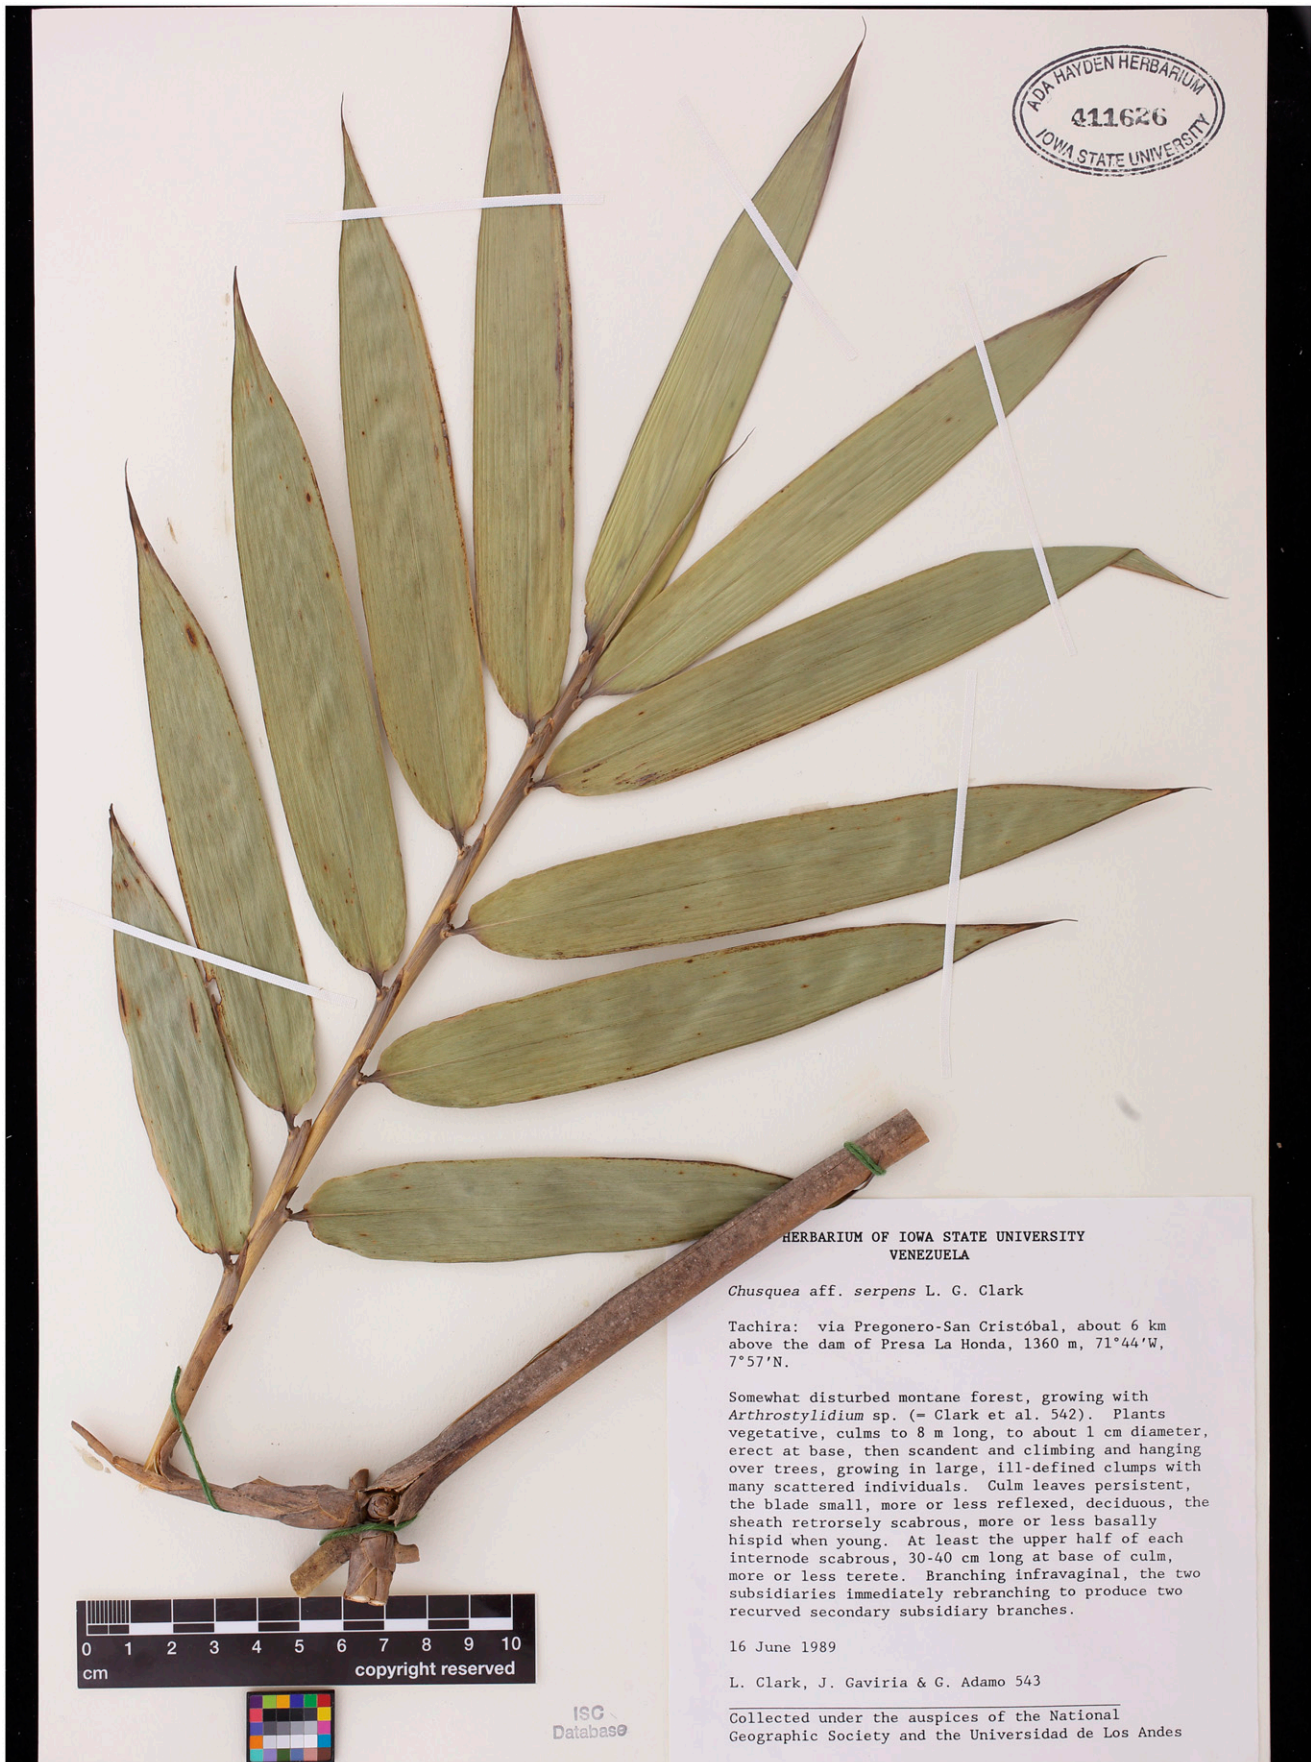 ADA HAYDEN HERBARIUM
411626
IOWA STATE UNIVERSITY
HERBARIUM OF IOWA STATE UNIVERSITY
VENEZUELA
Chusquea aff. serpens L. G. Clark
Tachira: via Pregonero-San Cristóbal, about 6 km
above the dam of Presa La Honda, 1360 m, 71°44'W,
7°57'N.
Somewhat disturbed montane forest, growing with
Arthrostylidium sp. (= Clark et al. 542). Plants
vegetative, culms to 8 m long, to about 1 cm diameter,
erect at base, then scandent and climbing and hanging
over trees, growing in large, ill-defined clumps with
many scattered individuals. Culm leaves persistent,
the blade small, more or less reflexed, deciduous, the
sheath retrorsely scabrous, more or less basally
hispid when young. At least the upper half of each
internode scabrous, 30-40 cm long at base of culm,
more or less terete. Branching infravaginal, the two
subsidiaries immediately rebranching to produce two
recurved secondary subsidiary branches.
16 June 1989
L. Clark, J. Gaviria & G. Adamo 543
Collected under the auspices of the National
Geographic Society and the Universidad de Los Andes
0 1 2 3 4 5 6 7 8 9 10
cm copyright reserved
ISC
Database